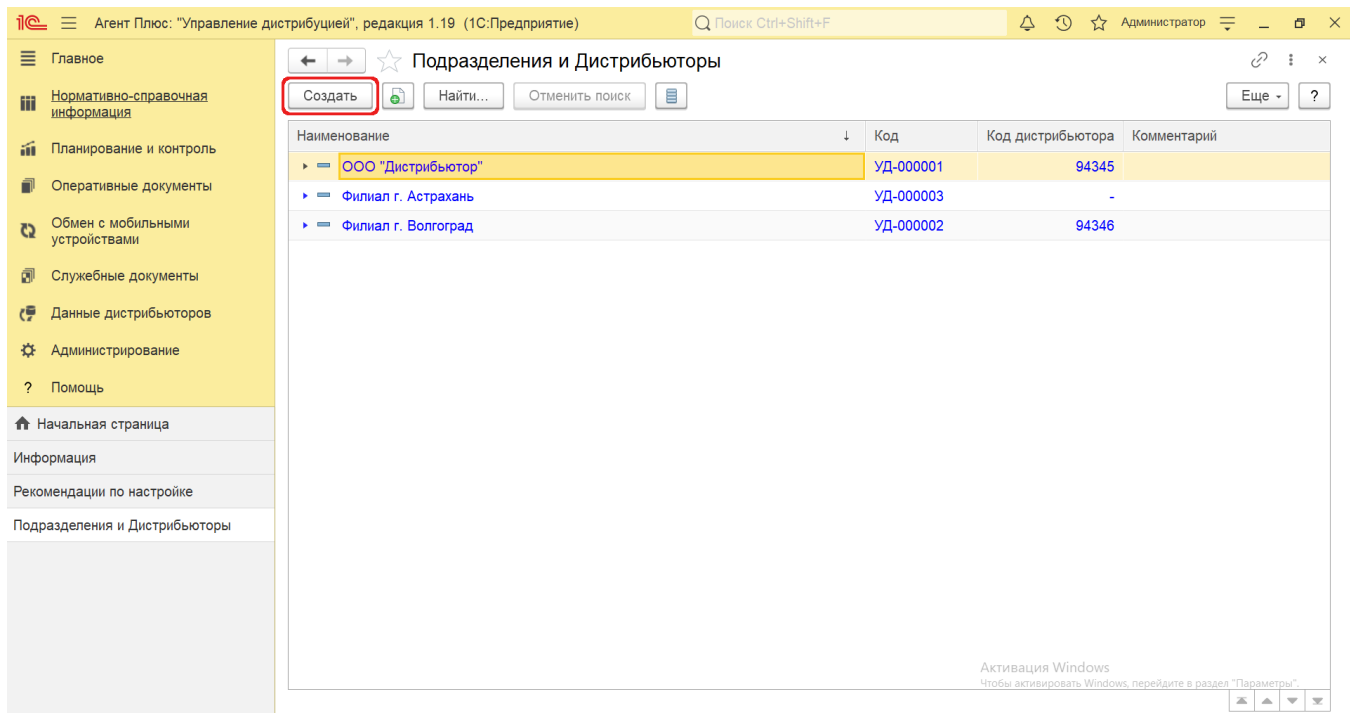 1С Агент Плюс: "Управление дистрибуцией", редакция 1.19 (1С:Предприятие) Поиск Ctrl+Shift+F Администратор
Главное
Нормативно-справочная
информация
Планирование и контроль
Оперативные документы
Обмен с мобильными
устройствами
Служебные документы
Данные дистрибьюторов
Администрирование
? Помощь
Начальная страница
Информация
Рекомендации по настройке
Подразделения и Дистрибьюторы
Подразделения и Дистрибьюторы
Создать Найти... Отменить поиск Еще ?
Наименование ↓ Код Код дистрибьютора Комментарий
ООО "Дистрибьютор" УД-000001 94345
Филиал г. Астрахань УД-000003 -
Филиал г. Волгоград УД-000002 94346
Активация Windows
Чтобы активировать Windows, перейдите в раздел "Параметры".